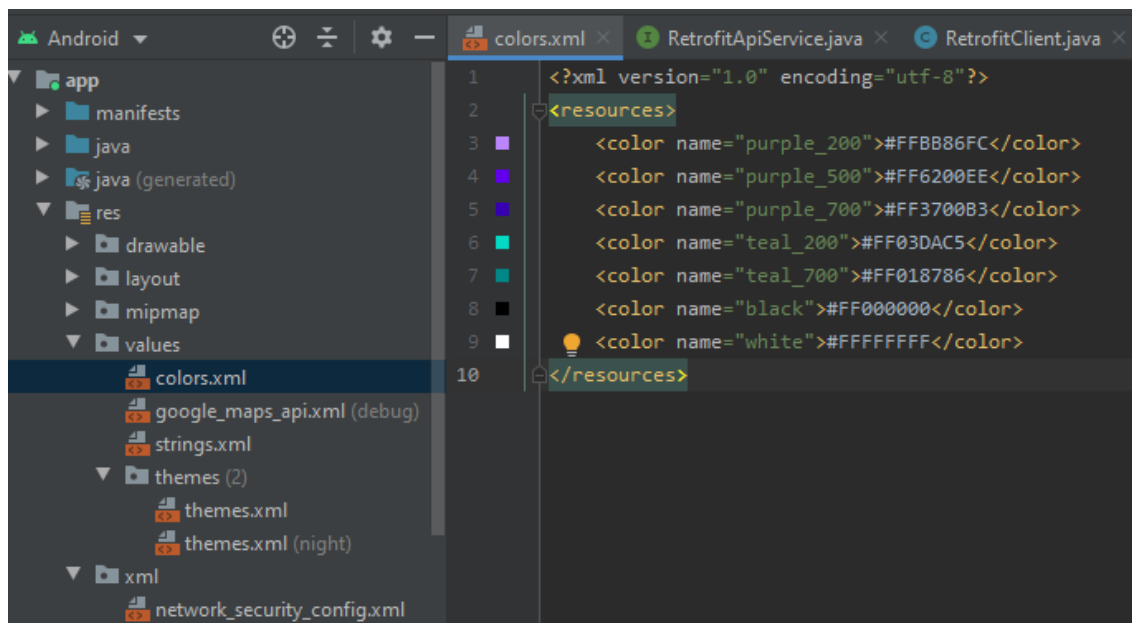 Android
app
manifests
java
java (generated)
res
drawable
layout
mipmap
values
colors.xml
google_maps_api.xml (debug)
strings.xml
themes (2)
themes.xml
themes.xml (night)
xml
network_security_config.xml
colors.xml RetrofitApiService.java RetrofitClient.java
1 <?xml version="1.0" encoding="utf-8"?>
2 <resources>
3 <color name="purple_200">#FFBB86FC</color>
4 <color name="purple_500">#FF6200EE</color>
5 <color name="purple_700">#FF3700B3</color>
6 <color name="teal_200">#FF03DAC5</color>
7 <color name="teal_700">#FF018786</color>
8 <color name="black">#FF000000</color>
9 <color name="white">#FFFFFFFF</color>
10 </resources>